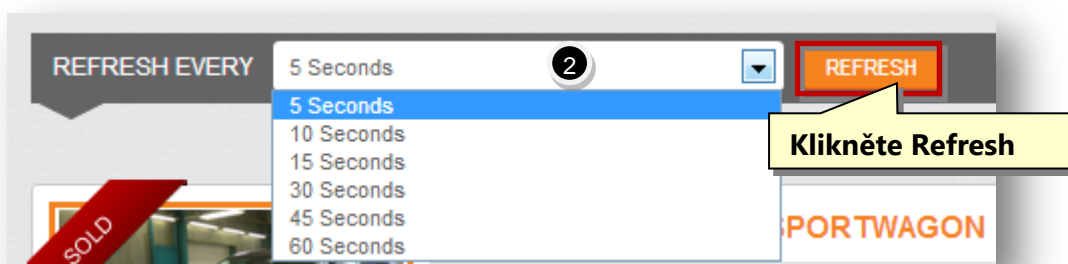 REFRESH EVERY 5 Seconds 2 REFRESH
5 Seconds
10 Seconds
Klikněte Refresh
15 Seconds
30 Seconds
45 Seconds
60 Seconds
SOLD
SPORTWAGON